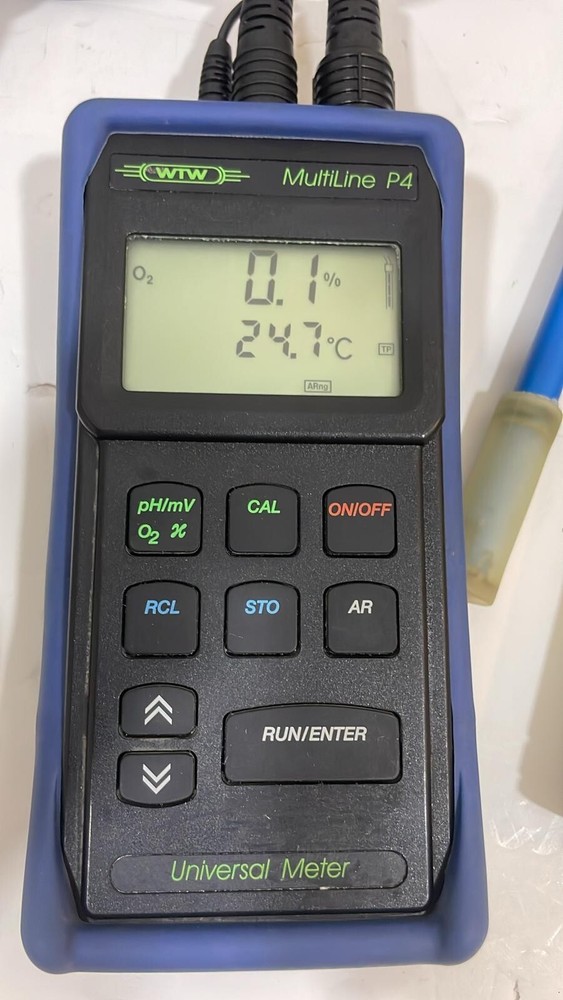 WTW MultiLine P4
O₂ 0.1 %
24.7 °C TP
ARng
pH/mV CAL ON/OFF
O₂ ϰ
RCL STO AR
RUN/ENTER
Universal Meter